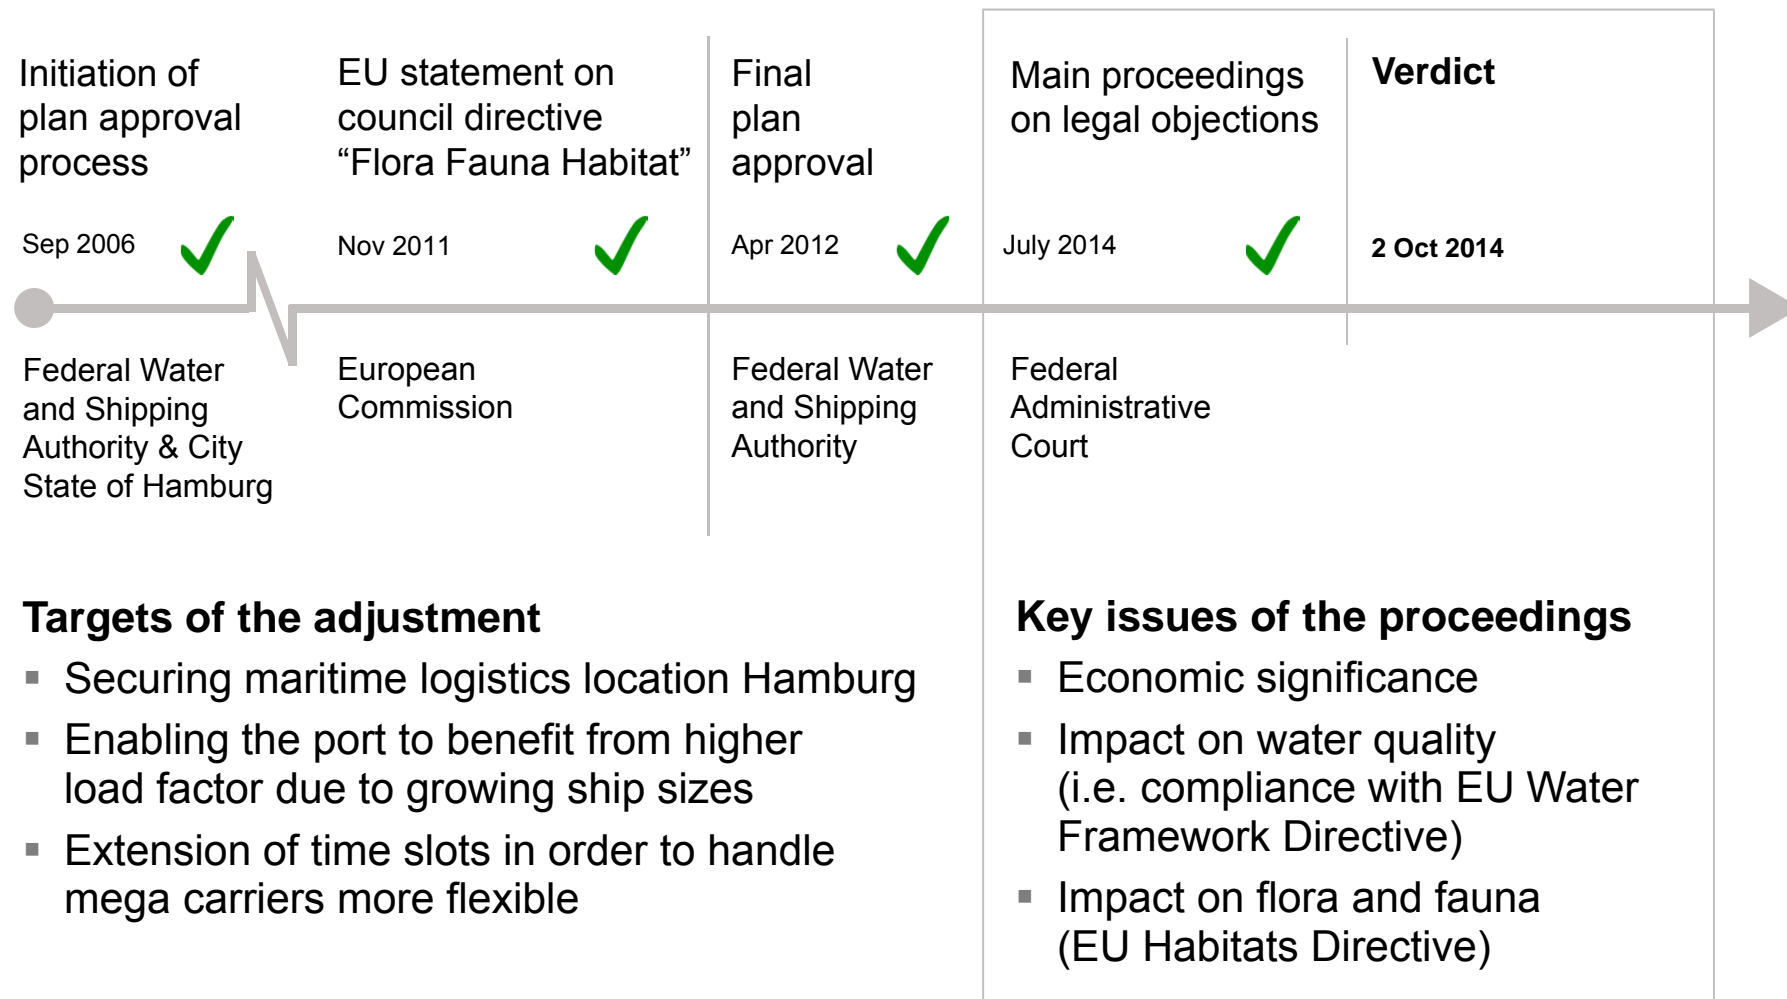 Initiation of
plan approval
process
Sep 2006
Federal Water
and Shipping
Authority & City
State of Hamburg
EU statement on
council directive
“Flora Fauna Habitat”
Nov 2011
European
Commission
Final
plan
approval
Apr 2012
Federal Water
and Shipping
Authority
Main proceedings
on legal objections
July 2014
Federal
Administrative
Court
Verdict
2 Oct 2014
Targets of the adjustment
▪ Securing maritime logistics location Hamburg
▪ Enabling the port to benefit from higher
load factor due to growing ship sizes
▪ Extension of time slots in order to handle
mega carriers more flexible
Key issues of the proceedings
▪ Economic significance
▪ Impact on water quality
(i.e. compliance with EU Water
Framework Directive)
▪ Impact on flora and fauna
(EU Habitats Directive)